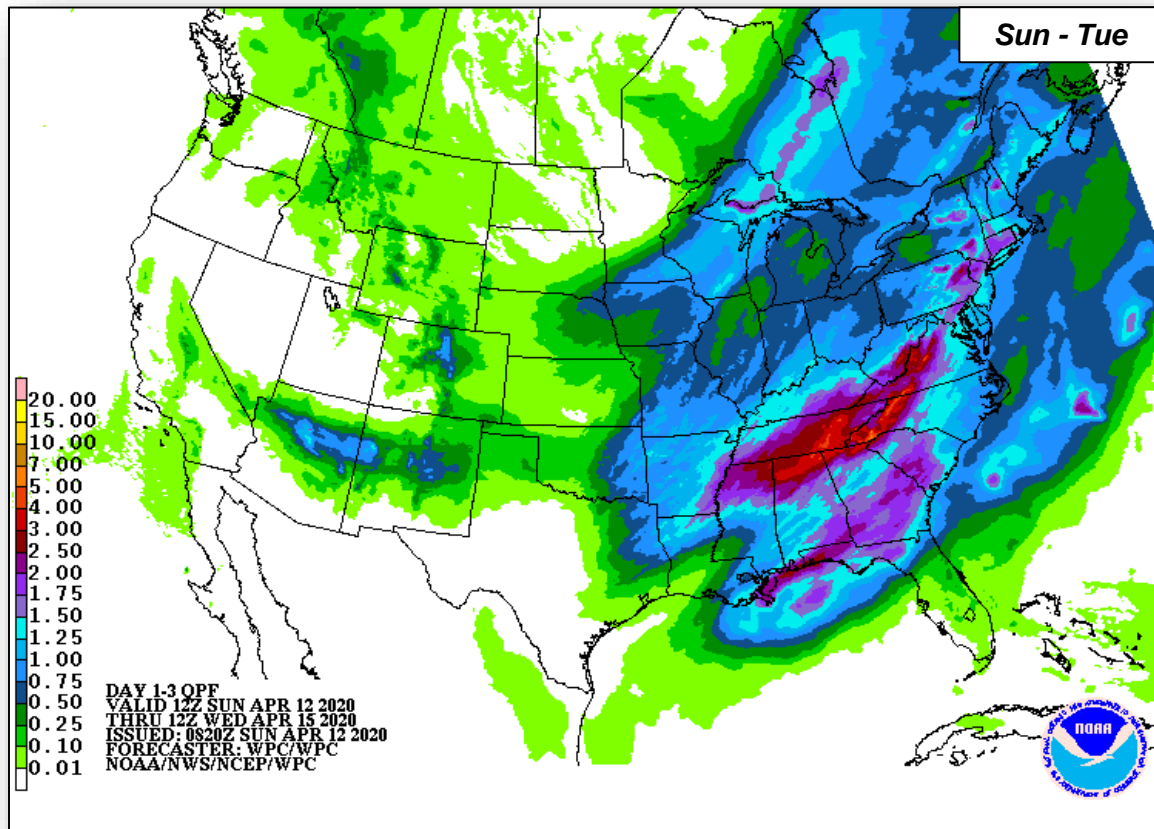 Sun - Tue
20.00
15.00
10.00
7.00
5.00
4.00
3.00
2.50
2.00
1.75
1.50
1.25
1.00
0.75
0.50
0.25
0.10
0.01
DAY 1-3 QPF
VALID 12Z SUN APR 12 2020
THRU 12Z WED APR 15 2020
ISSUED: 0820Z SUN APR 12 2020
FORECASTER: WPC/WPC
NOAA/NWS/NCEP/WPC
NOAA